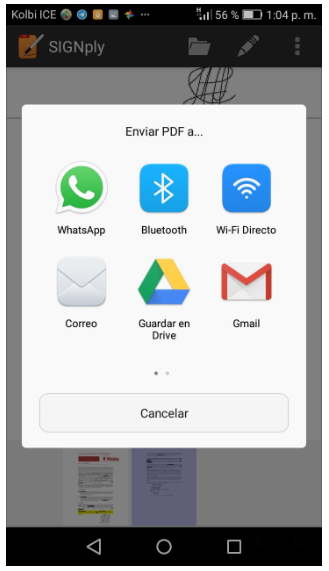 Kolbi ICE ... H 56 % 1:04 p. m.
SIGNply
Enviar PDF a...
WhatsApp
Bluetooth
Wi-Fi Directo
Correo
Guardar en
Drive
Gmail
Cancelar